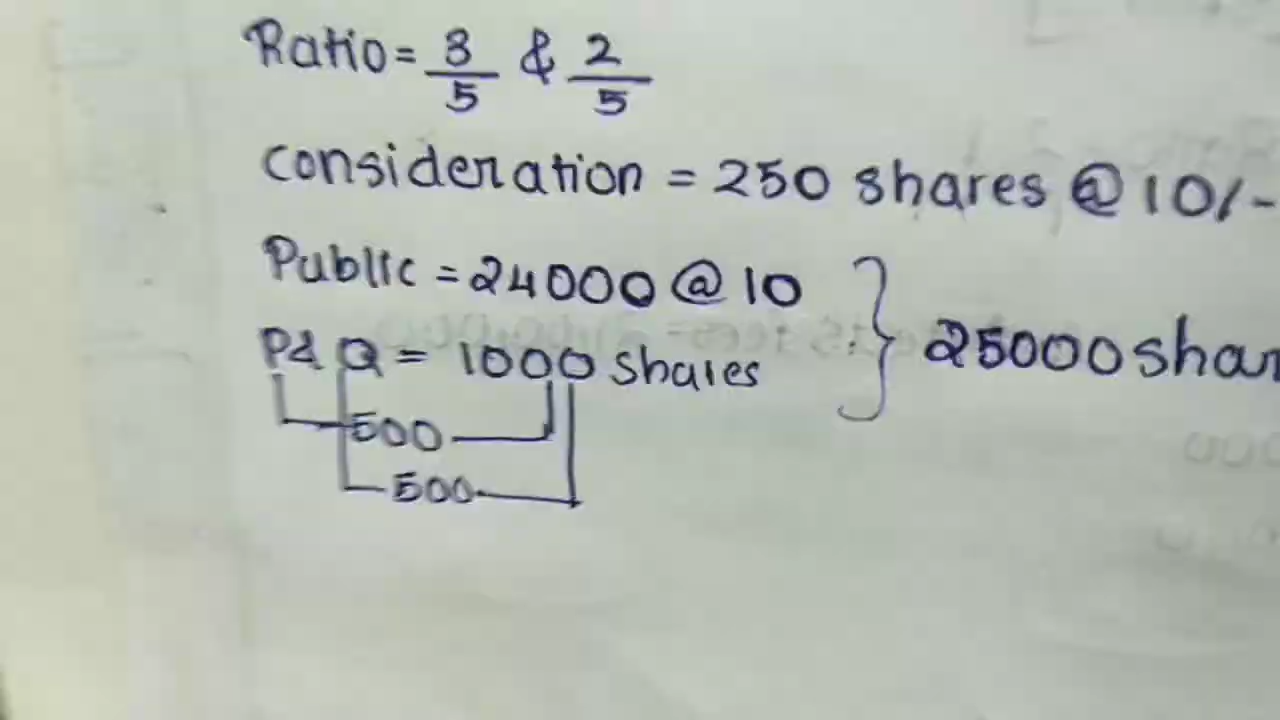 Ratio = 3/5 & 2/5
consideration = 250 shares @ 10/-
Public = 24000 @ 10
P & Q = 1000 shares
25000 shar
500
500